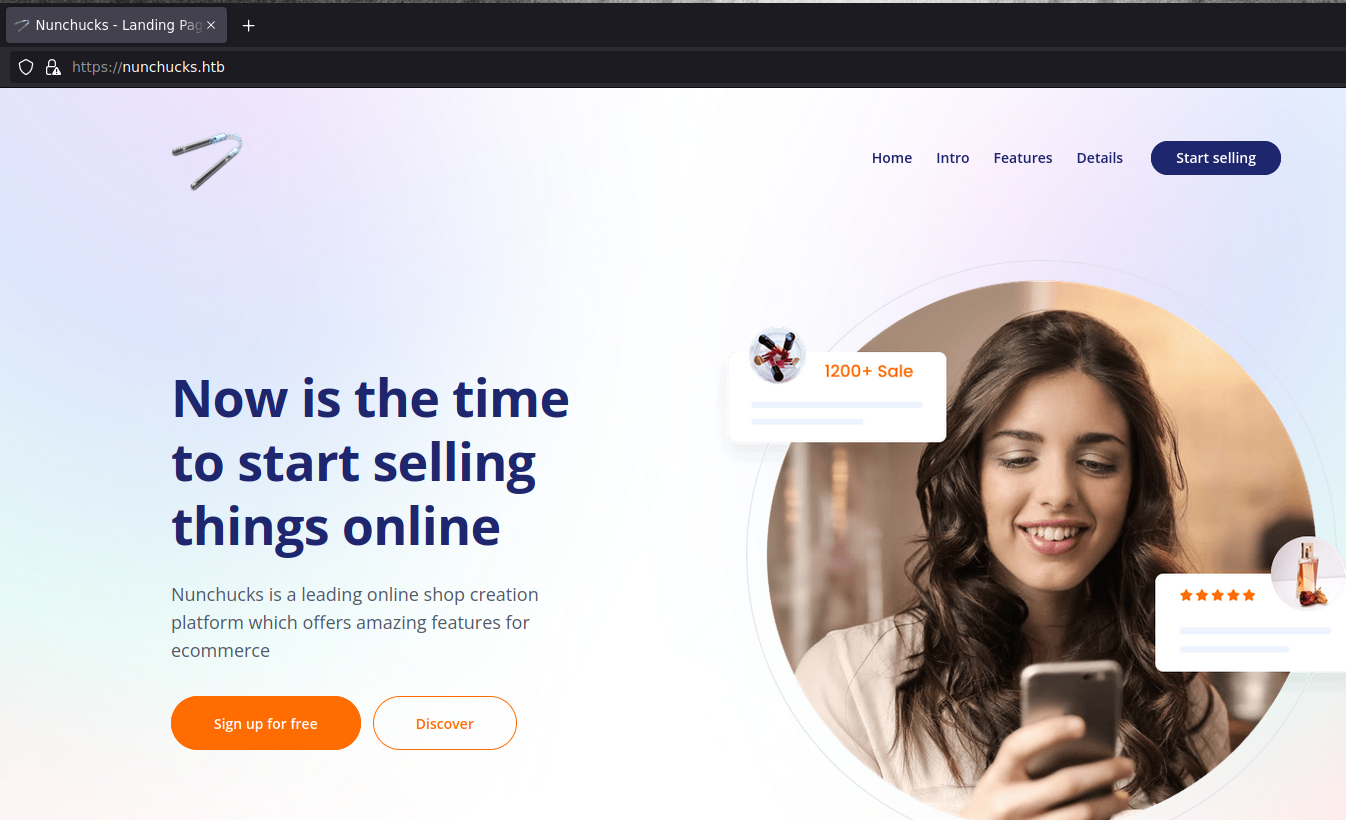 Nunchucks - Landing Pag
https://nunchucks.htb
Home Intro Features Details Start selling
1200+ Sale
Now is the time
to start selling
things online
Nunchucks is a leading online shop creation
platform which offers amazing features for
ecommerce
Sign up for free Discover